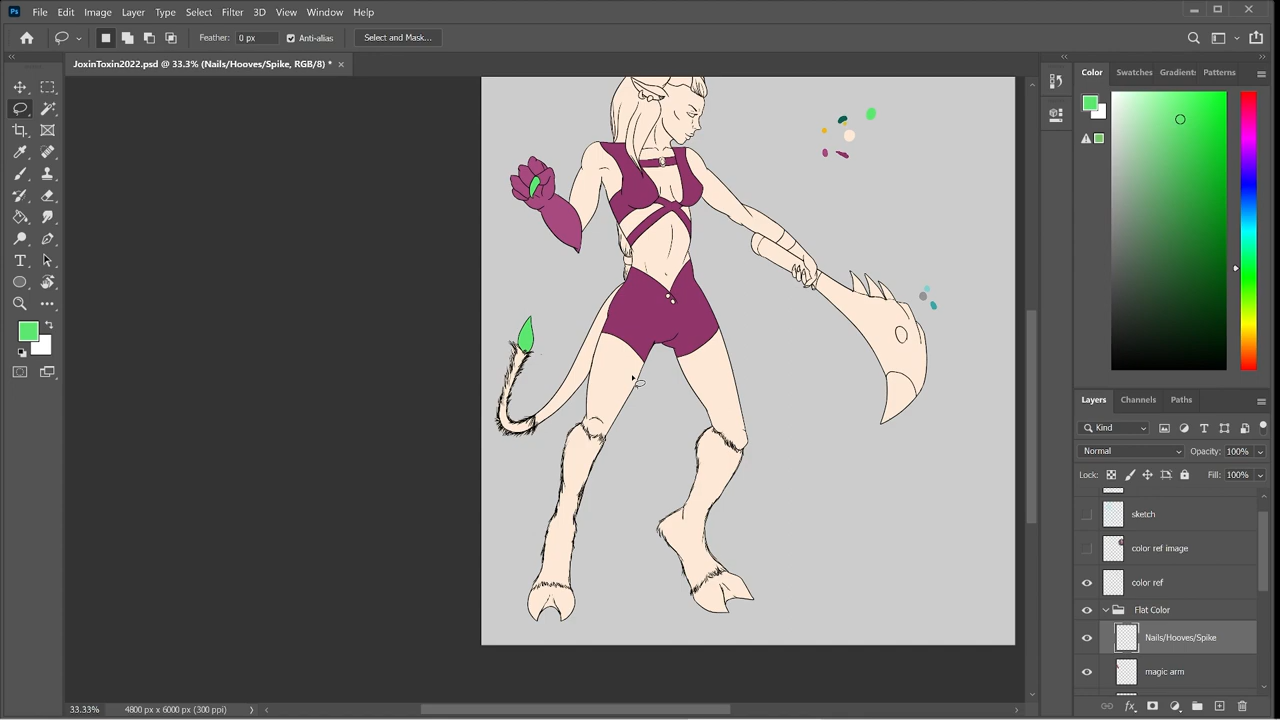 Ps File Edit Image Layer Type Select Filter 3D View Window Help
Feather: 0 px Anti-alias Select and Mask...
JoxinToxin2022.psd @ 33.3% (Nails/Hooves/Spike, RGB/8) * ×
Color Swatches Gradient: Patterns
Layers Channels Paths
Kind
Normal Opacity: 100%
Lock: Fill: 100%
sketch
color ref image
color ref
Flat Color
Nails/Hooves/Spike
magic arm
fx
33.33% 4800 px x 6000 px (300 ppi)